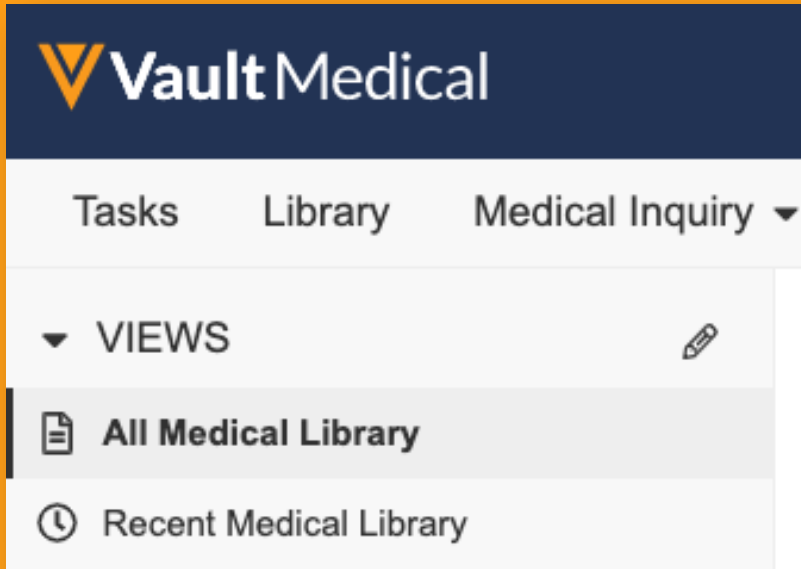 Vault Medical
Tasks Library Medical Inquiry
VIEWS
All Medical Library
Recent Medical Library